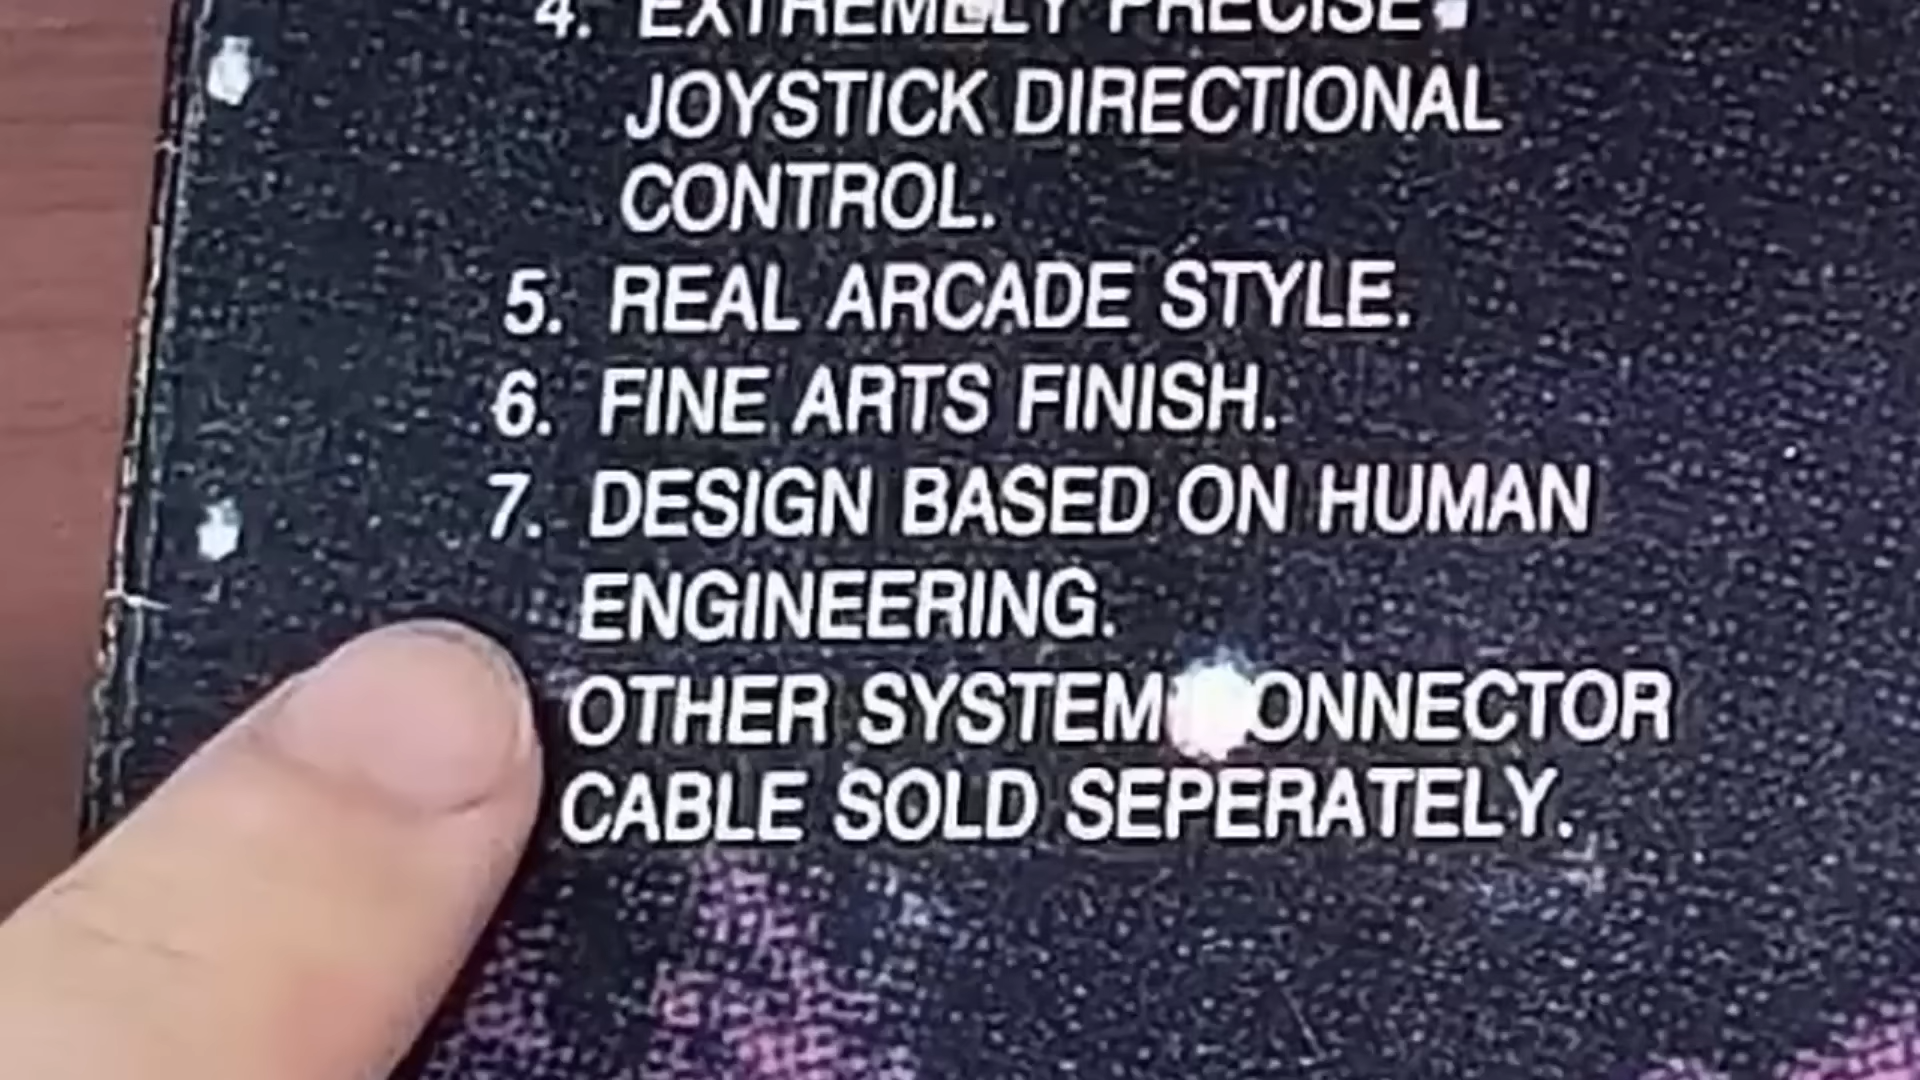 4. EXTREMELY PRECISE
JOYSTICK DIRECTIONAL
CONTROL.
5. REAL ARCADE STYLE.
6. FINE ARTS FINISH.
7. DESIGN BASED ON HUMAN
ENGINEERING.
OTHER SYSTEM CONNECTOR
CABLE SOLD SEPERATELY.